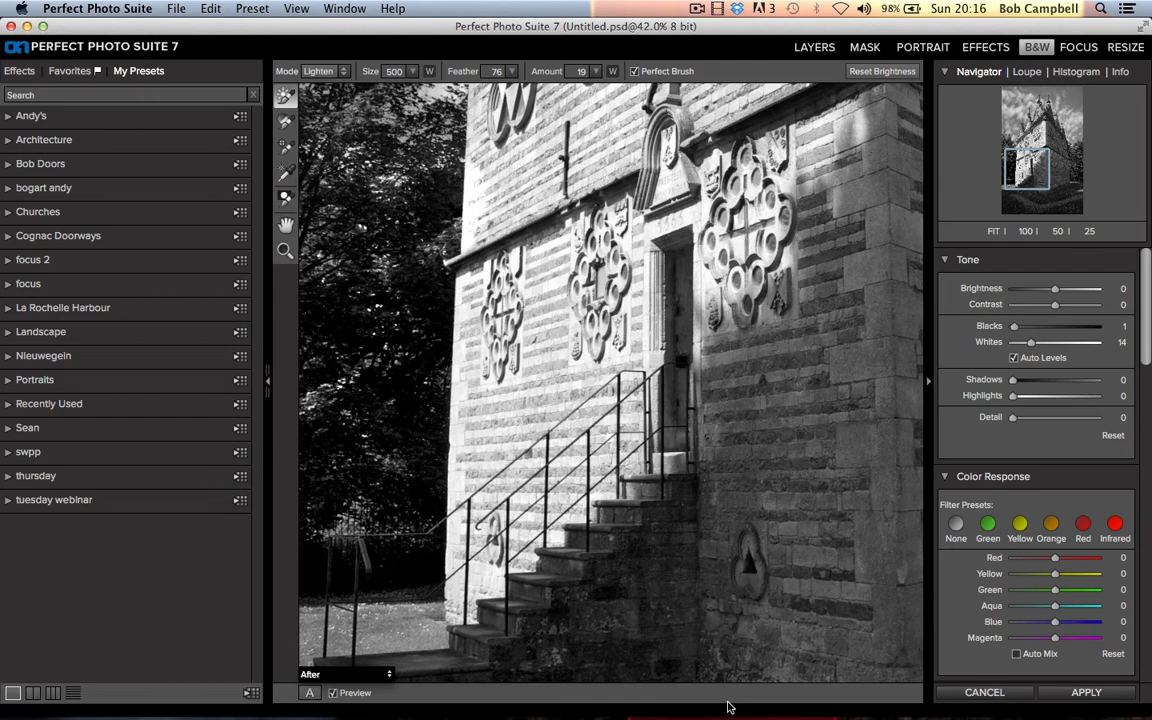 Perfect Photo Suite 7 File Edit Preset View Window Help 3 98% Sun 20:16 Bob Campbell
Perfect Photo Suite 7 (Untitled.psd@42.0% 8 bit)
on PERFECT PHOTO SUITE 7 LAYERS MASK PORTRAIT EFFECTS B&W FOCUS RESIZE
Effects Favorites My Presets
Mode Lighten Size 500 W Feather 76 Amount 19 W Perfect Brush Reset Brightness
Navigator | Loupe | Histogram | Info
Search X
Andy's
Architecture
Bob Doors
bogart andy
Churches
Cognac Doorways
focus 2
focus
La Rochelle Harbour
Landscape
Nieuwegein
Portraits
Recently Used
Sean
swpp
thursday
tuesday webinar
FIT | 100 | 50 | 25
Tone
Brightness 0
Contrast 0
Blacks 1
Whites 14
Auto Levels
Shadows 0
Highlights 0
Detail 0
Reset
Color Response
Filter Presets:
None Green Yellow Orange Red Infrared
Red 0
Yellow 0
Green 0
Aqua 0
Blue 0
Magenta 0
Auto Mix Reset
After
A Preview
CANCEL APPLY